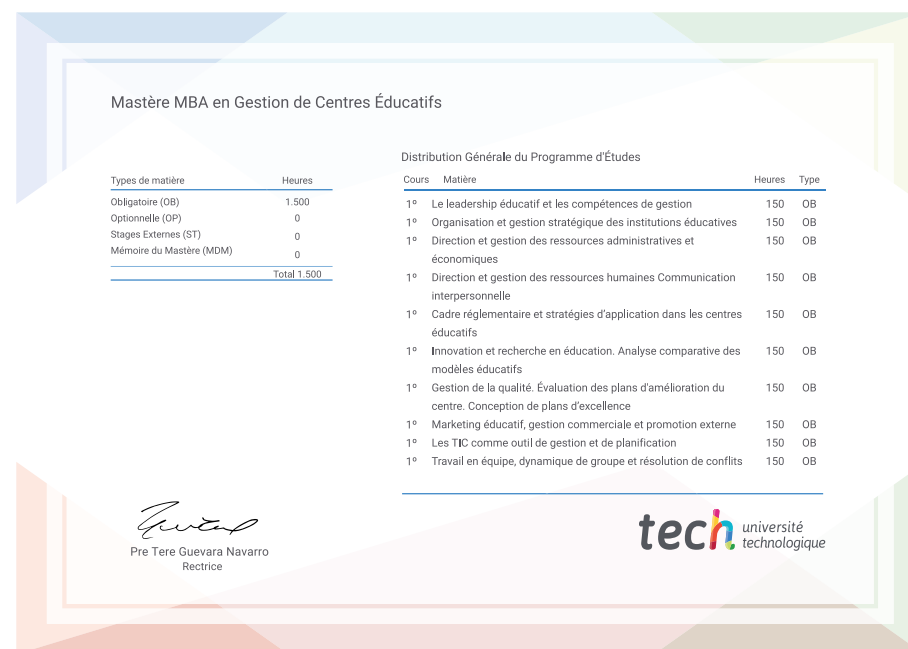 Mastère MBA en Gestion de Centres Éducatifs
Types de matière Heures
Obligatoire (OB) 1.500
Optionnelle (OP) 0
Stages Externes (ST) 0
Mémoire du Mastère (MDM) 0
Total 1.500
Distribution Générale du Programme d'Études
Cours Matière Heures Type
1º Le leadership éducatif et les compétences de gestion 150 OB
1º Organisation et gestion stratégique des institutions éducatives 150 OB
1º Direction et gestion des ressources administratives et 150 OB
économiques
1º Direction et gestion des ressources humaines Communication 150 OB
interpersonnelle
1º Cadre réglementaire et stratégies d’application dans les centres 150 OB
éducatifs
1º Innovation et recherche en éducation. Analyse comparative des 150 OB
modèles éducatifs
1º Gestion de la qualité. Évaluation des plans d'amélioration du 150 OB
centre. Conception de plans d’excellence
1º Marketing éducatif, gestion commerciale et promotion externe 150 OB
1º Les TIC comme outil de gestion et de planification 150 OB
1º Travail en équipe, dynamique de groupe et résolution de conflits 150 OB
Pre Tere Guevara Navarro
Rectrice
tech université
technologique